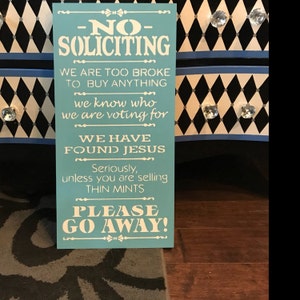 -NO-
SOLICITING
WE ARE TOO BROKE
TO BUY ANYTHING
we know who
we are voting for
WE HAVE
FOUND JESUS
Seriously,
unless you are selling
THIN MINTS
PLEASE
GO AWAY!